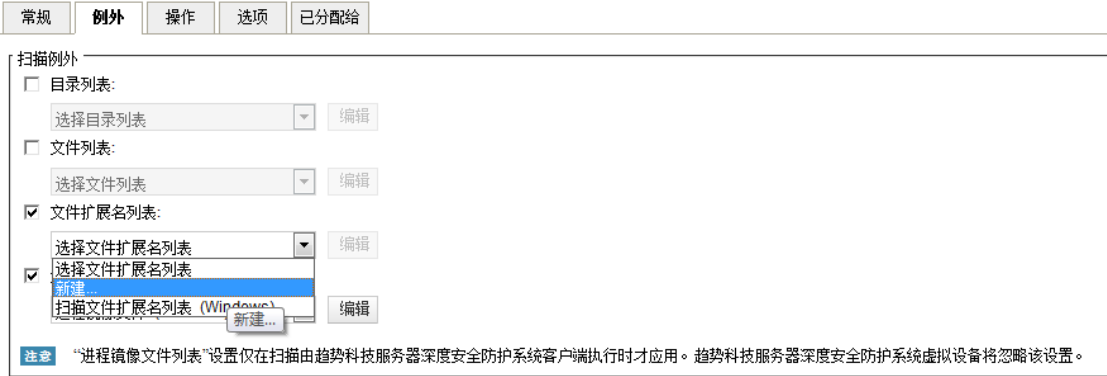 常规 例外 操作 选项 已分配给
扫描例外
目录列表:
选择目录列表 编辑
文件列表:
选择文件列表 编辑
文件扩展名列表:
选择文件扩展名列表 编辑
选择文件扩展名列表
新建...
扫描文件扩展名列表 (Windows)
编辑
新建...
注意 “进程镜像文件列表”设置仅在扫描由趋势科技服务器深度安全防护系统客户端执行时才应用。趋势科技服务器深度安全防护系统虚拟设备将忽略该设置。